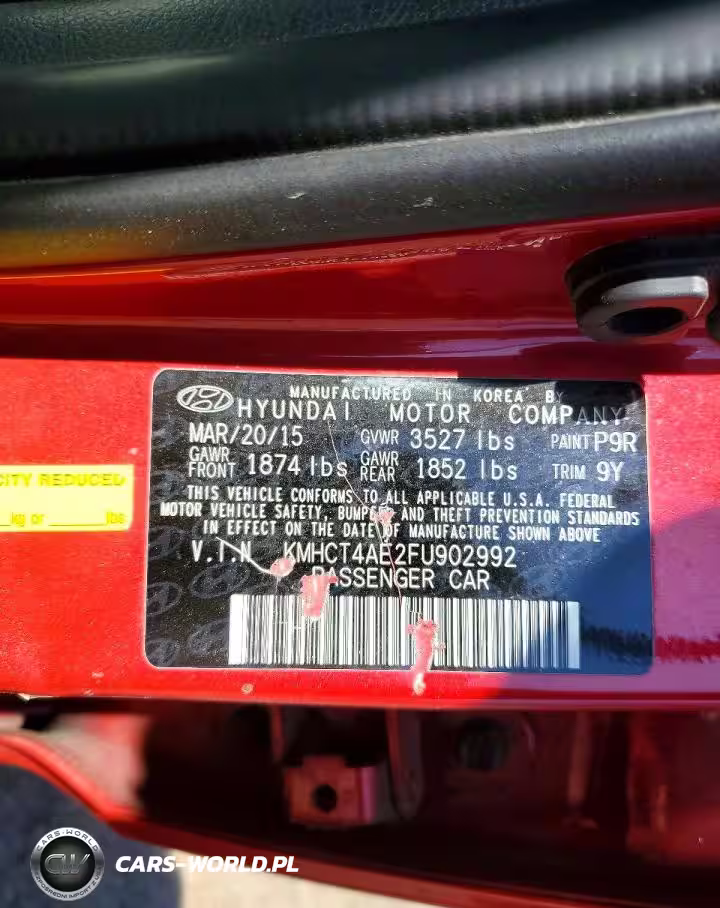 MANUFACTURED IN KOREA BY
HYUNDAI MOTOR COMPANY
MAR/20/15 GVWR 3527 lbs PAINT P9R
GAWR FRONT 1874 lbs GAWR REAR 1852 lbs TRIM 9Y
THIS VEHICLE CONFORMS TO ALL APPLICABLE U.S.A. FEDERAL
MOTOR VEHICLE SAFETY, BUMPER AND THEFT PREVENTION STANDARDS
IN EFFECT ON THE DATE OF MANUFACTURE SHOWN ABOVE
V.I.N KMHCT4AE2FU902992
PASSENGER CAR
CITY REDUCED
kg or lbs
CARS-WORLD
CW
CARS-WORLD.PL